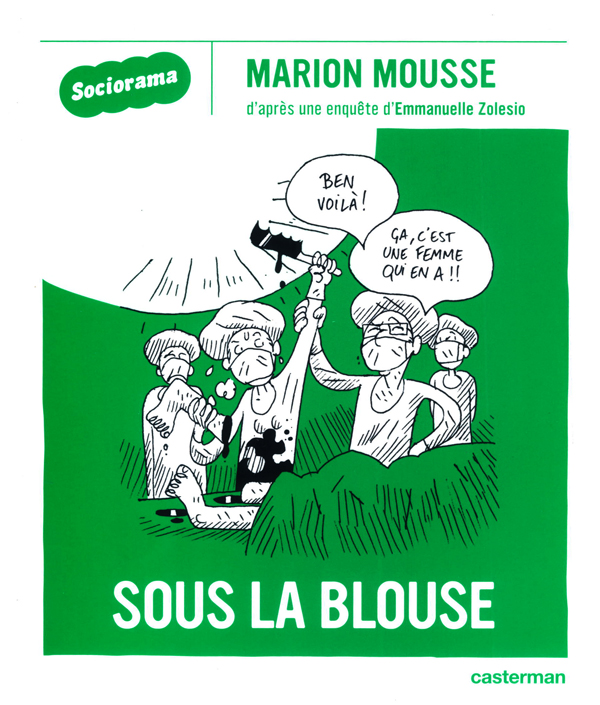 Sociorama
MARION MOUSSE
d'après une enquête d'Emmanuelle Zolesio
BEN
VOILÀ!
ÇA, C'EST
UNE FEMME
QUI EN A!!
SOUS LA BLOUSE
casterman